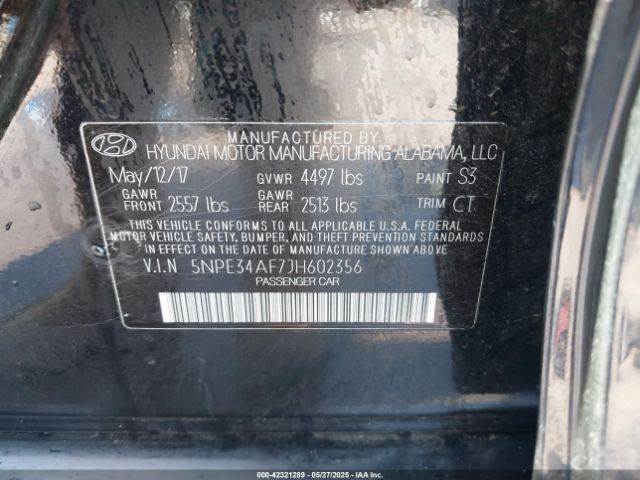 MANUFACTURED BY
HYUNDAI MOTOR MANUFACTURING ALABAMA, LLC
May/12/17 GVWR 4497 lbs PAINT S3
GAWR FRONT 2557 lbs GAWR REAR 2513 lbs TRIM CT
THIS VEHICLE CONFORMS TO ALL APPLICABLE U.S.A. FEDERAL
MOTOR VEHICLE SAFETY, BUMPER, AND THEFT PREVENTION STANDARDS
IN EFFECT ON THE DATE OF MANUFACTURE SHOWN ABOVE.
V.I.N 5NPE34AF7JH602356
PASSENGER CAR
000-42321289 - 05/27/2025 - IAAI.COM